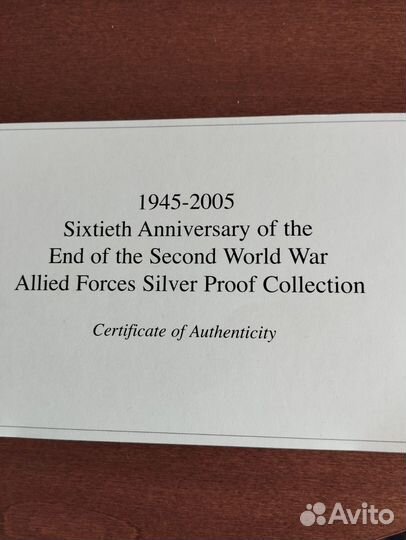 1945-2005
Sixtieth Anniversary of the
End of the Second World War
Allied Forces Silver Proof Collection
Certificate of Authenticity
Avito